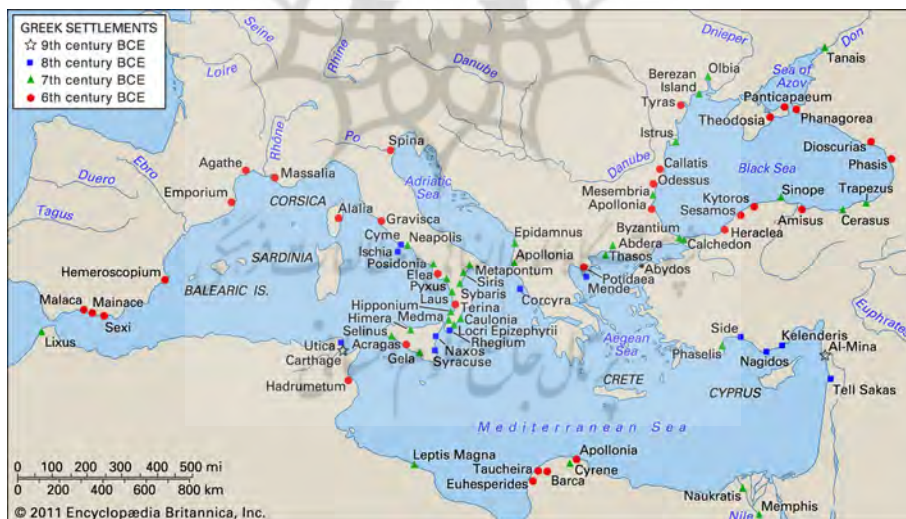 GREEK SETTLEMENTS
9th century BCE
8th century BCE
7th century BCE
6th century BCE
Seine
Loire
Rhine
Danube
Dnieper
Don
Olbia
Berezan
Island
Tanais
Sea of
Azov
Tyras
Panticapaeum
Theodosia
Phanagorea
Rhône
Po
Spina
Istrus
Dioscurias
Danube
Callatis
Black Sea
Phasis
Agathe
Massalia
Adriatic
Sea
Odessus
Duero
Ebro
Mesembria
Sinope
Trapezus
Emporium
CORSICA
Apollonia
Kytoros
Sesamos
Alalia
Gravisca
Amisus
Cerasus
Tagus
Cyme
Neapolis
Epidamnus
Byzantium
Heraclea
Ischia
Abdera
Calchedon
Posidonia
Apollonia
Thasos
SARDINIA
Elea
Metapontum
Abydos
Hemeroscopium
Pyxus
Siris
Potidaea
BALEARIC IS.
Laus
Sybaris
Mende
Malaca
Mainace
Hipponium
Terina
Corcyra
Euphrates
Sexi
Himera
Medma
Caulonia
Selinus
Locri Epizephyrii
Side
Kelenderis
Lixus
Utica
Acragas
Rhegium
Aegean
Sea
Al-Mina
Carthage
Gela
Naxos
Phaselis
Syracuse
Nagidos
Hadrumetum
CRETE
CYPRUS
Tell Sakas
Mediterranean Sea
Leptis Magna
Apollonia
Taucheira
Cyrene
Euhesperides
Barca
Naukratis
Memphis
Nile
0 100 200 300 400 500 mi
0 200 400 600 800 km
© 2011 Encyclopædia Britannica, Inc.